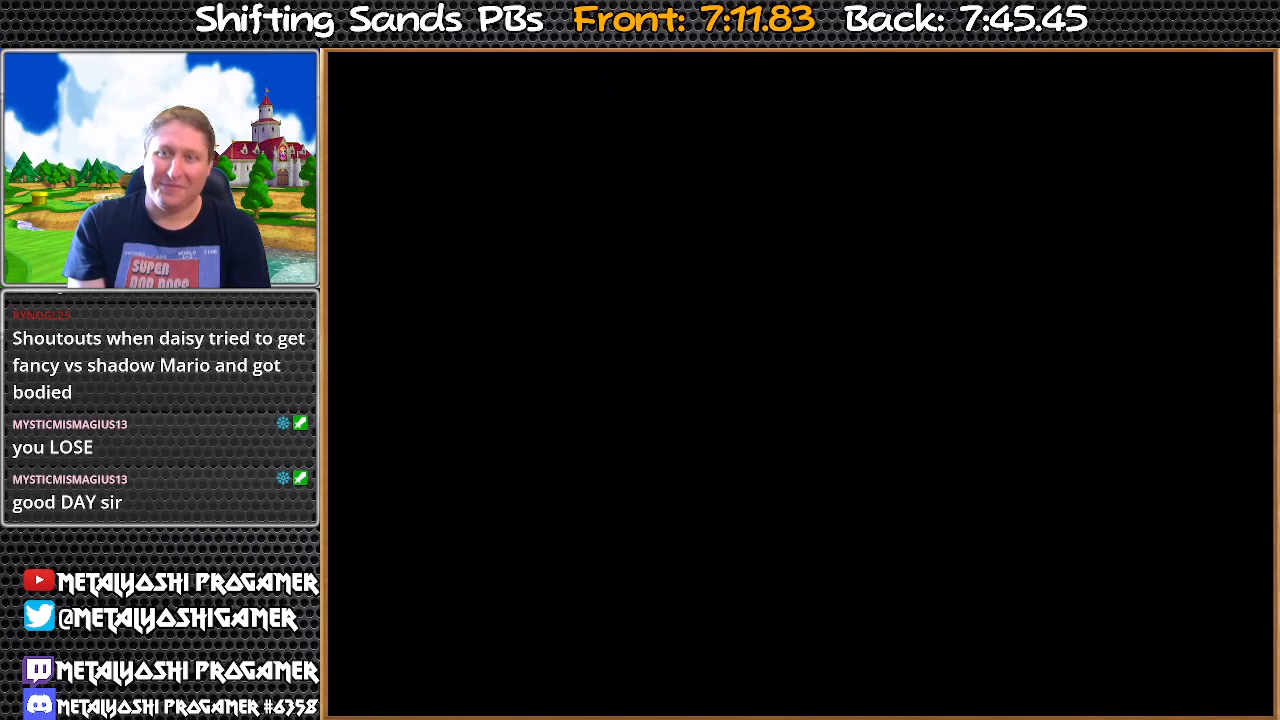 Shifting Sands PBs Front: 7:11.83 Back: 7:45.45
SUPER
RYNOGL25
Shoutouts when daisy tried to get
fancy vs shadow Mario and got
bodied
MYSTICMISMAGIUS13
you LOSE
MYSTICMISMAGIUS13
good DAY sir
METALYOSHI PROGAMER
@METALYOSHIGAMER
METALYOSHI PROGAMER
METALYOSHI PROGAMER #6358